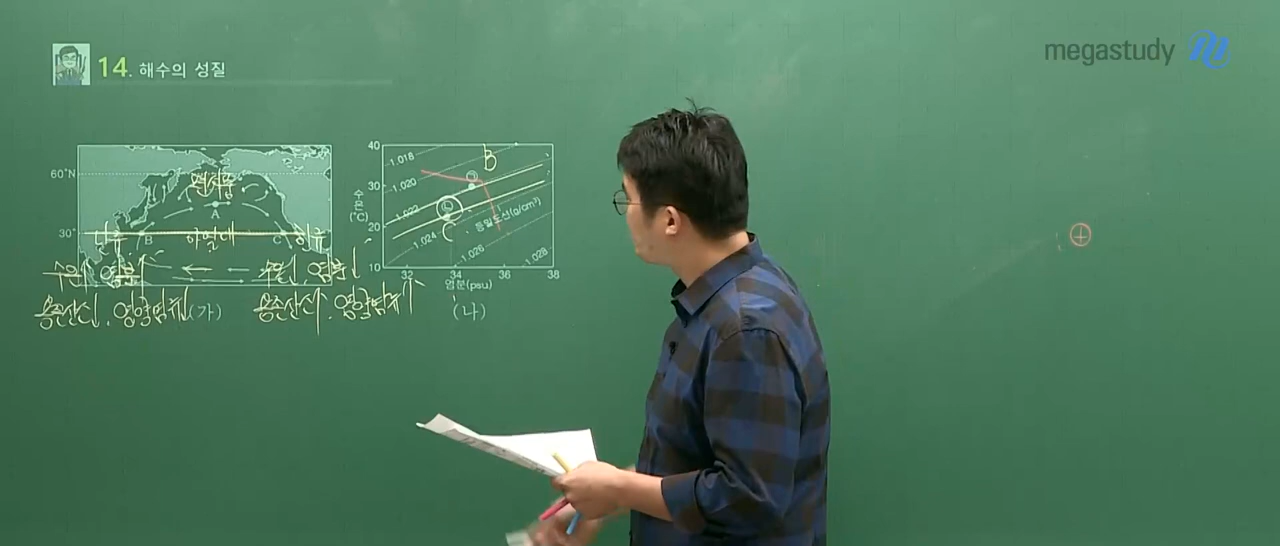 14. 해수의 성질
megastudy
60°N
30°
A
B
C
편서풍
아열대
난류
한류
수온↑ 염분↑
수온↓ 염분↓
용존산소↓, 영양염류↓
용존산소↑, 영양염류↑
(가)
수온(℃)
40
30
20
10
1.018
1.020
1.022
1.024
1.026
1.028
등밀도선(g/cm³)
B
㉠
㉡
C
32 34 36 38
염분(psu)
(나)